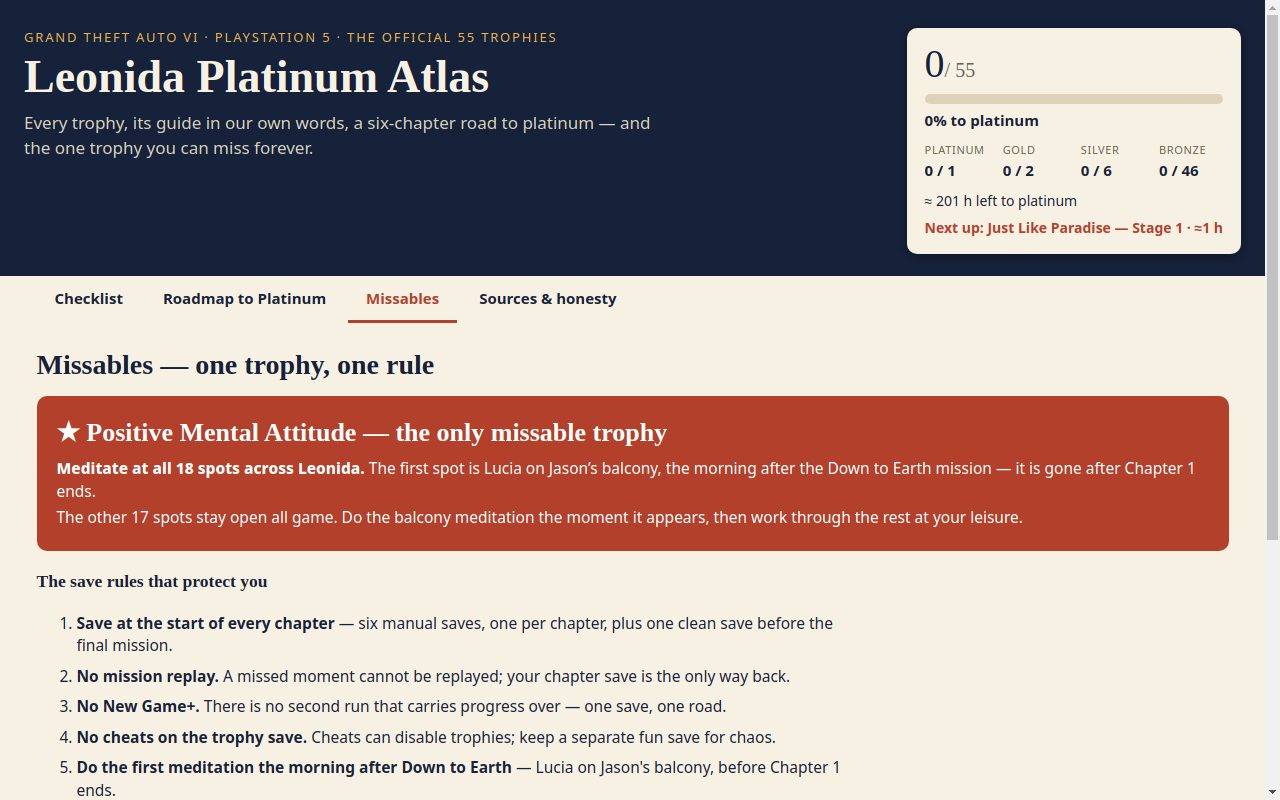 GRAND THEFT AUTO VI · PLAYSTATION 5 · THE OFFICIAL 55 TROPHIES
Leonida Platinum Atlas
Every trophy, its guide in our own words, a six-chapter road to platinum — and
the one trophy you can miss forever.
0/ 55
0% to platinum
PLATINUM GOLD SILVER BRONZE
0 / 1 0 / 2 0 / 6 0 / 46
≈ 201 h left to platinum
Next up: Just Like Paradise — Stage 1 · ≈1 h
Checklist Roadmap to Platinum Missables Sources & honesty
Missables — one trophy, one rule
★ Positive Mental Attitude — the only missable trophy
Meditate at all 18 spots across Leonida. The first spot is Lucia on Jason’s balcony, the morning after the Down to Earth mission — it is gone after Chapter 1
ends.
The other 17 spots stay open all game. Do the balcony meditation the moment it appears, then work through the rest at your leisure.
The save rules that protect you
1. Save at the start of every chapter — six manual saves, one per chapter, plus one clean save before the
final mission.
2. No mission replay. A missed moment cannot be replayed; your chapter save is the only way back.
3. No New Game+. There is no second run that carries progress over — one save, one road.
4. No cheats on the trophy save. Cheats can disable trophies; keep a separate fun save for chaos.
5. Do the first meditation the morning after Down to Earth — Lucia on Jason's balcony, before Chapter 1
ends.